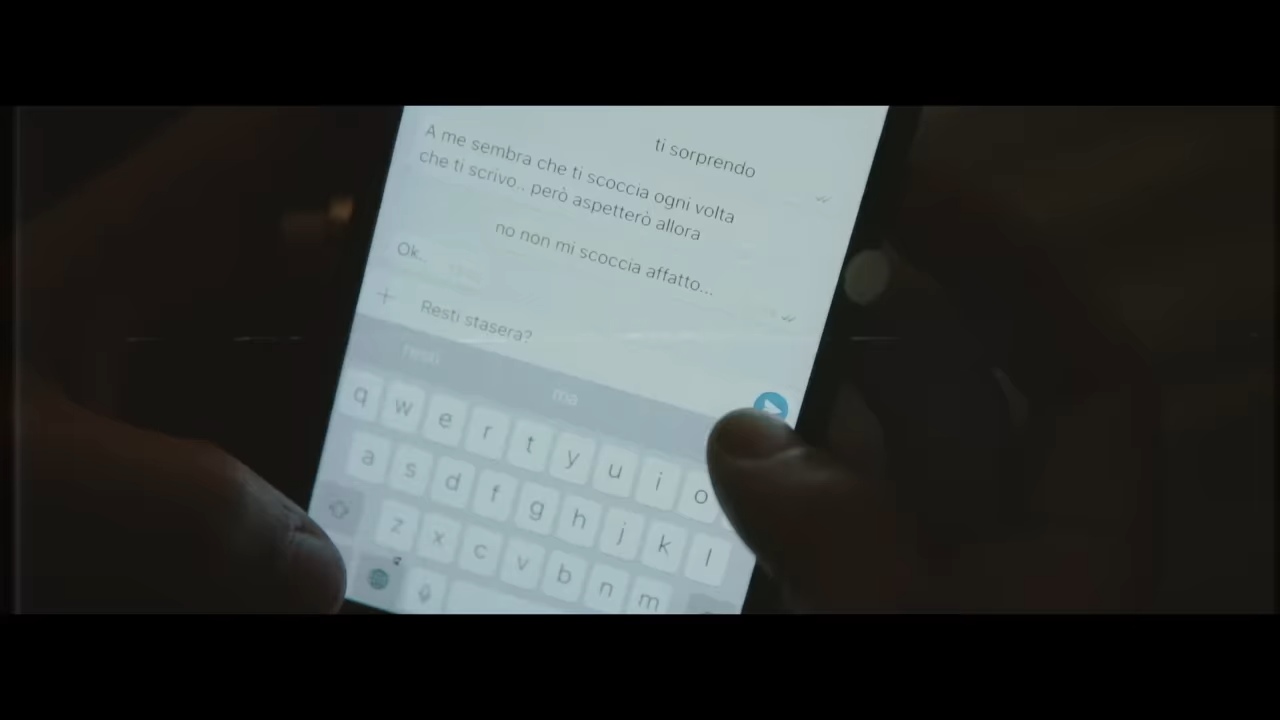 ti sorprendo
A me sembra che ti scoccia ogni volta
che ti scrivo.. però aspetterò allora
no non mi scoccia affatto...
Ok..
Resti stasera?
ma
q w e r t y u i o
a s d f g h j k l
z x c v b n m